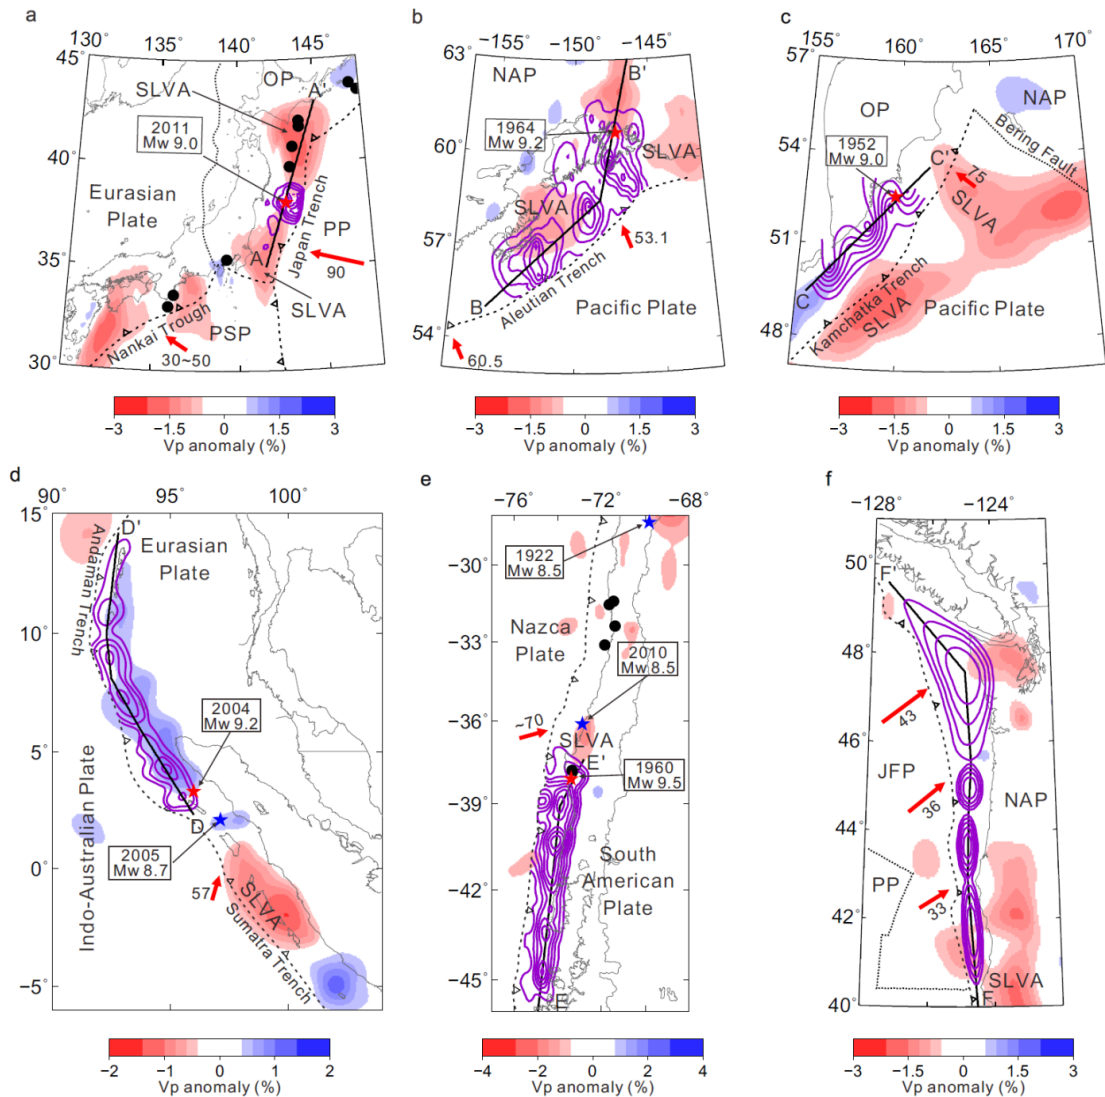 a
130° 135° 140° 145°
45°
40°
35°
30°
SLVA
OP
A'
2011
Mw 9.0
Eurasian
Plate
Japan Trench
PP
A
90
SLVA
Nankai Trough
PSP
30~50
−3 −1.5 0 1.5 3
Vp anomaly (%)
b
−155° −150° −145°
63°
60°
57°
54°
NAP
B'
1964
Mw 9.2
SLVA
SLVA
53.1
B
Aleutian Trench
Pacific Plate
60.5
−3 −1.5 0 1.5 3
Vp anomaly (%)
c
155° 160° 165° 170°
57°
54°
51°
48°
OP
NAP
Bering Fault
1952
Mw 9.0
C'
75
SLVA
C
Kamchatka Trench
SLVA
Pacific Plate
−3 −1.5 0 1.5 3
Vp anomaly (%)
d
90° 95° 100°
15°
10°
5°
0°
−5°
D'
Andaman Trench
Eurasian
Plate
2004
Mw 9.2
Indo-Australian Plate
D
2005
Mw 8.7
57
SLVA
Sumatra Trench
−2 −1 0 1 2
Vp anomaly (%)
e
−76° −72° −68°
−30°
−33°
−36°
−39°
−42°
−45°
1922
Mw 8.5
Nazca
Plate
2010
Mw 8.5
~70
SLVA
E'
1960
Mw 9.5
South
American
Plate
E
−4 −2 0 2 4
Vp anomaly (%)
f
−128° −124°
50°
48°
46°
44°
42°
40°
F'
43
JFP
36
NAP
PP
33
SLVA
F
−3 −1.5 0 1.5 3
Vp anomaly (%)